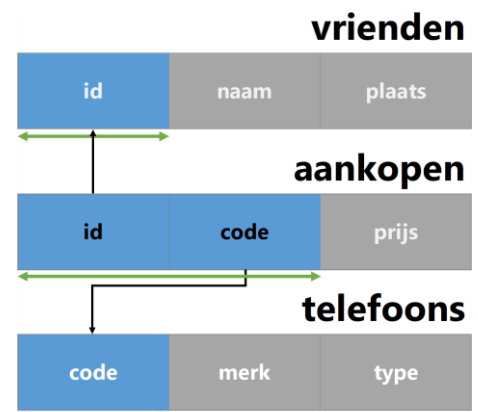 vrienden
id naam plaats
aankopen
id code prijs
telefoons
code merk type